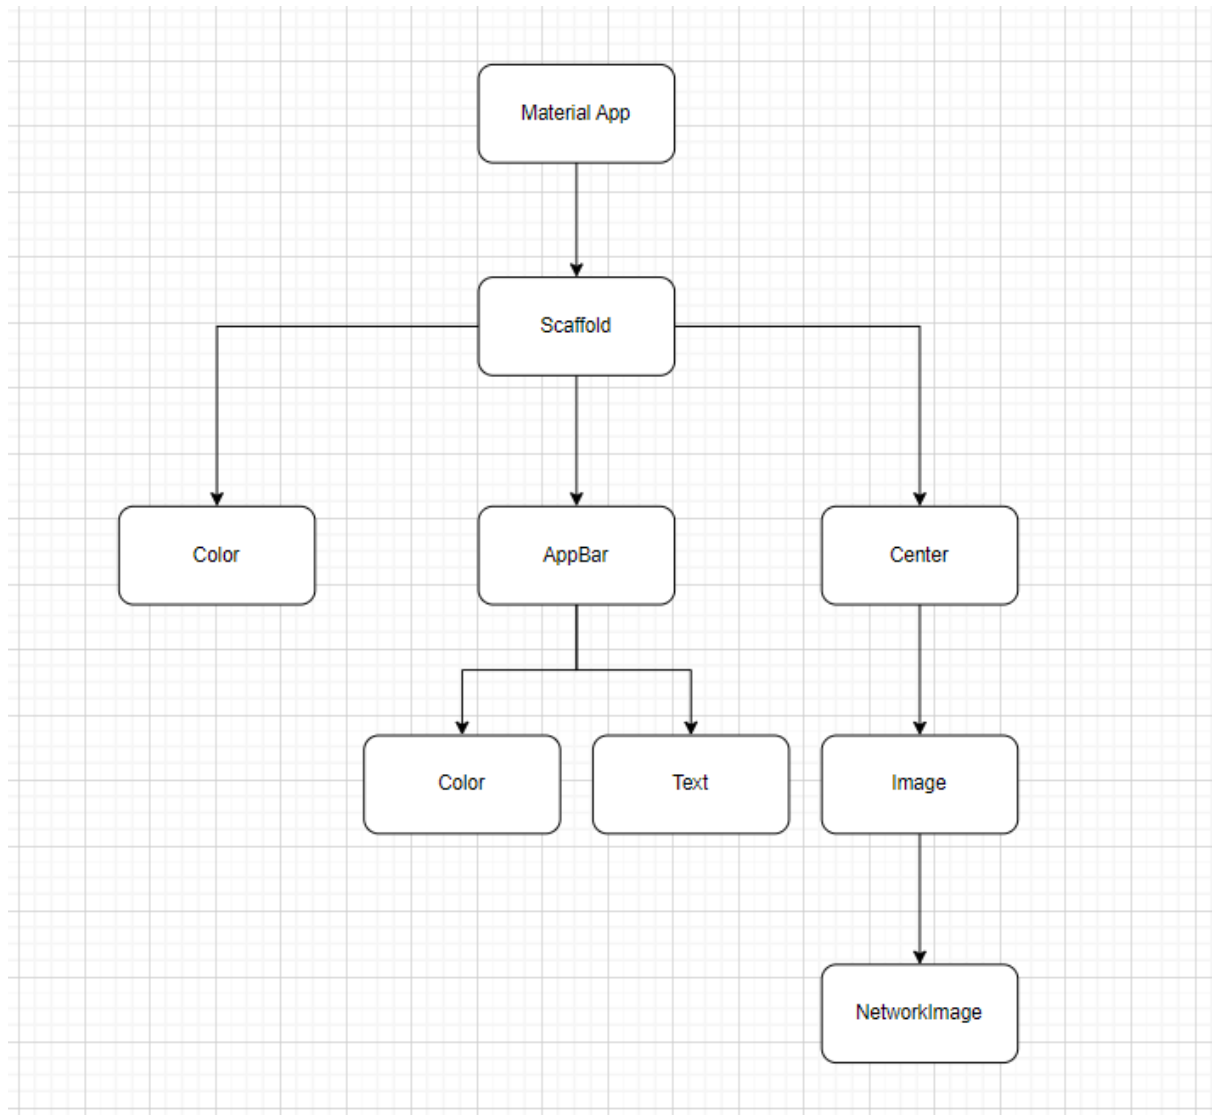 Material App
Scaffold
Color
AppBar
Center
Color
Text
Image
NetworkImage